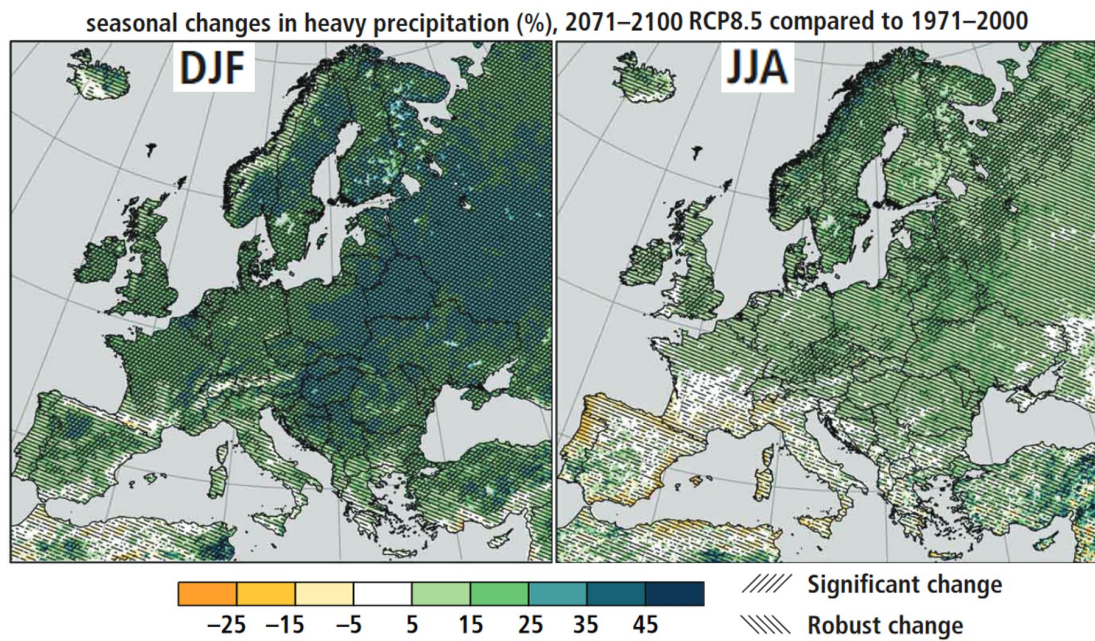 seasonal changes in heavy precipitation (%), 2071–2100 RCP8.5 compared to 1971–2000
DJF
JJA
−25 −15 −5 5 15 25 35 45
Significant change
Robust change